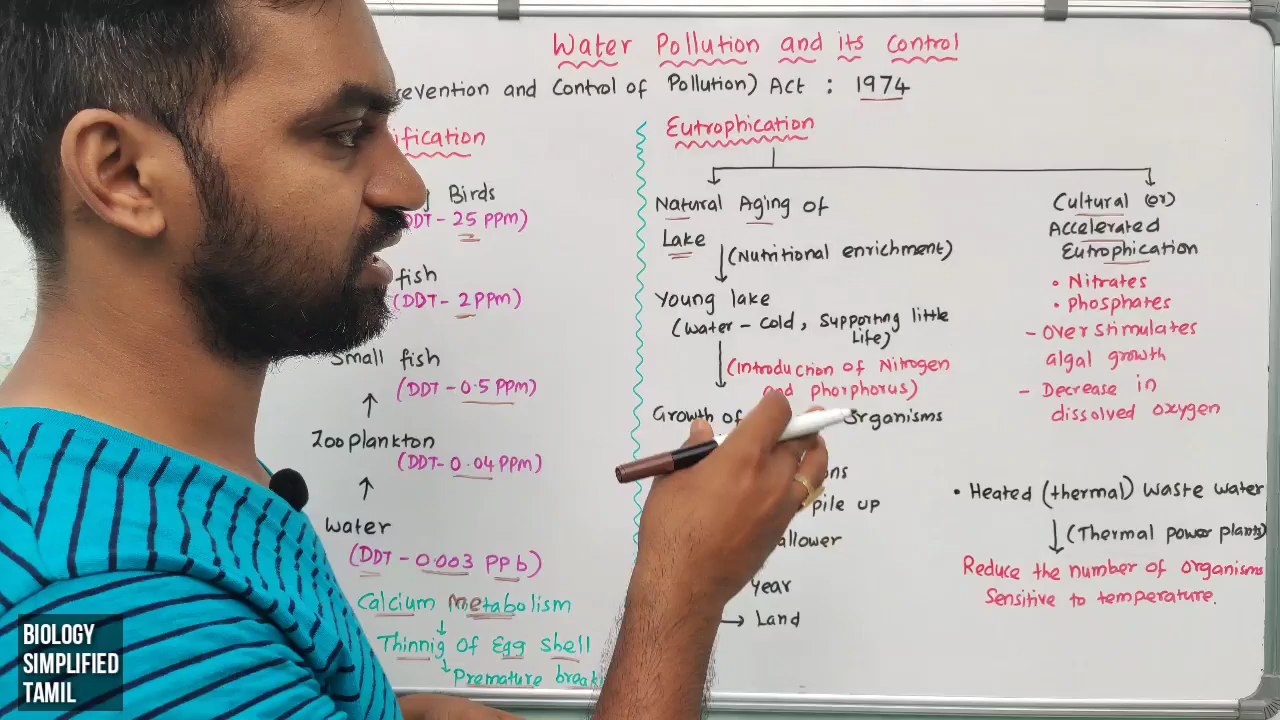 Water Pollution and its Control
revention and Control of Pollution) Act : 1974
ification
Birds
DDT - 25 PPm)
fish
(DDT - 2 PPm)
Small fish
(DDT - 0.5 PPm)
Zooplankton
(DDT- 0.04 PPm)
Water
(DDT - 0.003 PPb)
Calcium Metabolism
Thinnig Of Egg Shell
Premature break
Eutrophication
Natural Aging of
Lake
(Nutritional enrichment)
Young lake
(Water - Cold, Supporting little
Life)
(Introduction of Nitrogen
and phorphorus)
Growth of organisms
ons
pile up
allower
year
Land
Cultural (or)
Accelerated
Eutrophication
• Nitrates
• Phosphates
- Over stimulates
algal growth
- Decrease in
dissolved oxygen
• Heated (thermal) Waste Water
(Thermal power plants)
Reduce the number of organisms
Sensitive to temperature.
BIOLOGY
SIMPLIFIED
TAMIL